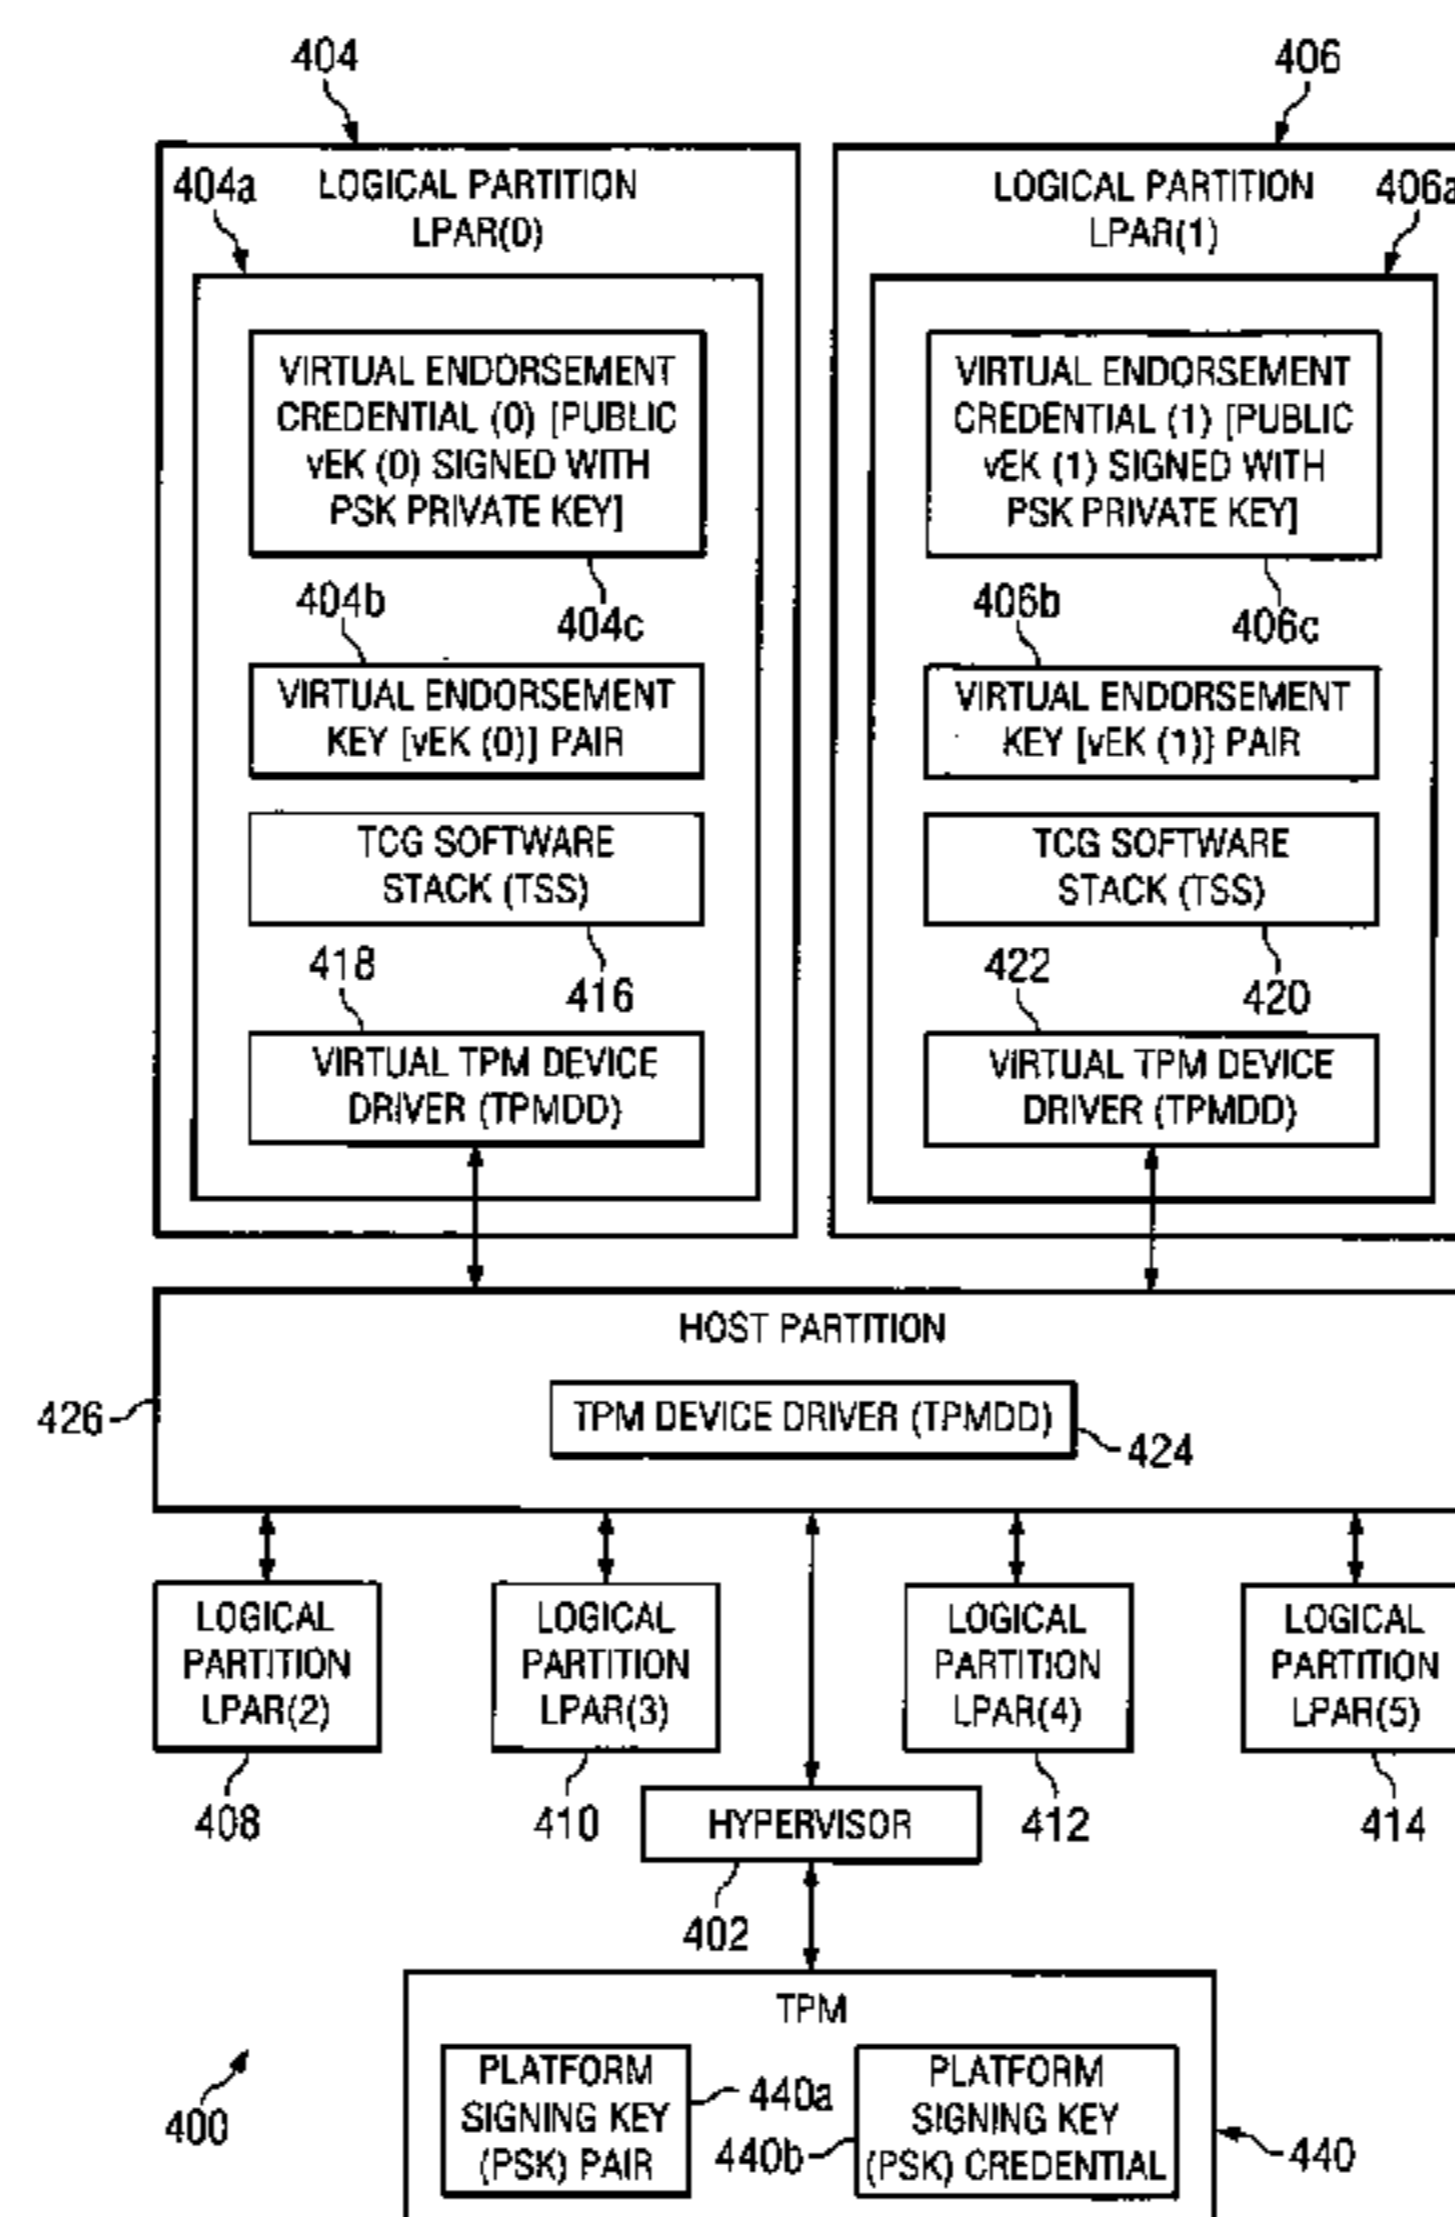 404
406
404a
LOGICAL PARTITION
LPAR(0)
LOGICAL PARTITION
LPAR(1)
406a
VIRTUAL ENDORSEMENT
CREDENTIAL (0) [PUBLIC
vEK (0) SIGNED WITH
PSK PRIVATE KEY]
VIRTUAL ENDORSEMENT
CREDENTIAL (1) [PUBLIC
vEK (1) SIGNED WITH
PSK PRIVATE KEY]
404b
404c
406b
406c
VIRTUAL ENDORSEMENT
KEY [vEK (0)] PAIR
VIRTUAL ENDORSEMENT
KEY [vEK (1)] PAIR
TCG SOFTWARE
STACK (TSS)
TCG SOFTWARE
STACK (TSS)
418
416
422
420
VIRTUAL TPM DEVICE
DRIVER (TPMDD)
VIRTUAL TPM DEVICE
DRIVER (TPMDD)
HOST PARTITION
426
TPM DEVICE DRIVER (TPMDD)
424
LOGICAL
PARTITION
LPAR(2)
LOGICAL
PARTITION
LPAR(3)
LOGICAL
PARTITION
LPAR(4)
LOGICAL
PARTITION
LPAR(5)
408
410
HYPERVISOR
412
414
402
TPM
PLATFORM
SIGNING KEY
(PSK) PAIR
440a
440b
PLATFORM
SIGNING KEY
(PSK) CREDENTIAL
440
400